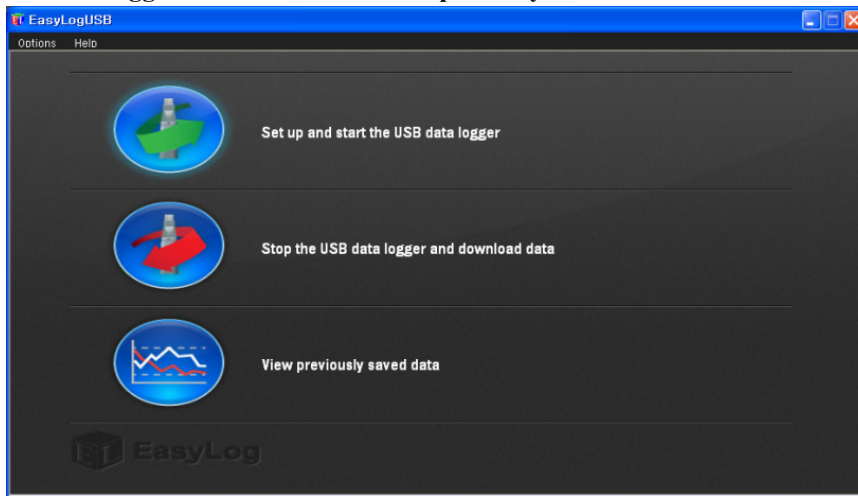 EasyLogUSB
Options Help
Set up and start the USB data logger
Stop the USB data logger and download data
View previously saved data
EL EasyLog